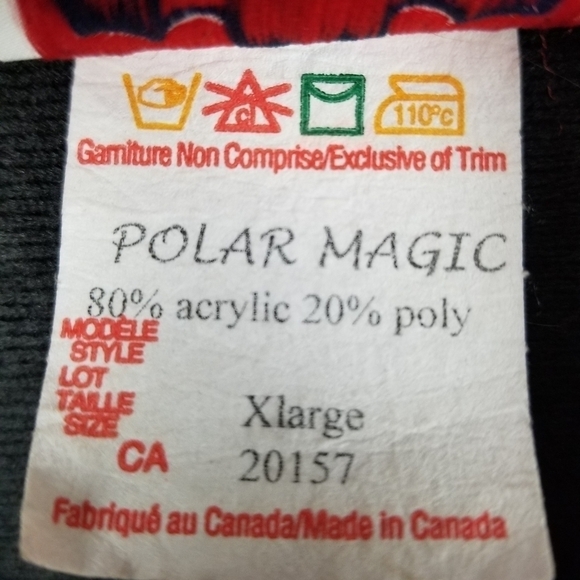 cl 110°c
Garniture Non Comprise/Exclusive of Trim
POLAR MAGIC
80% acrylic 20% poly
MODÈLE
STYLE
LOT
TAILLE Xlarge
SIZE
CA 20157
Fabriqué au Canada/Made in Canada